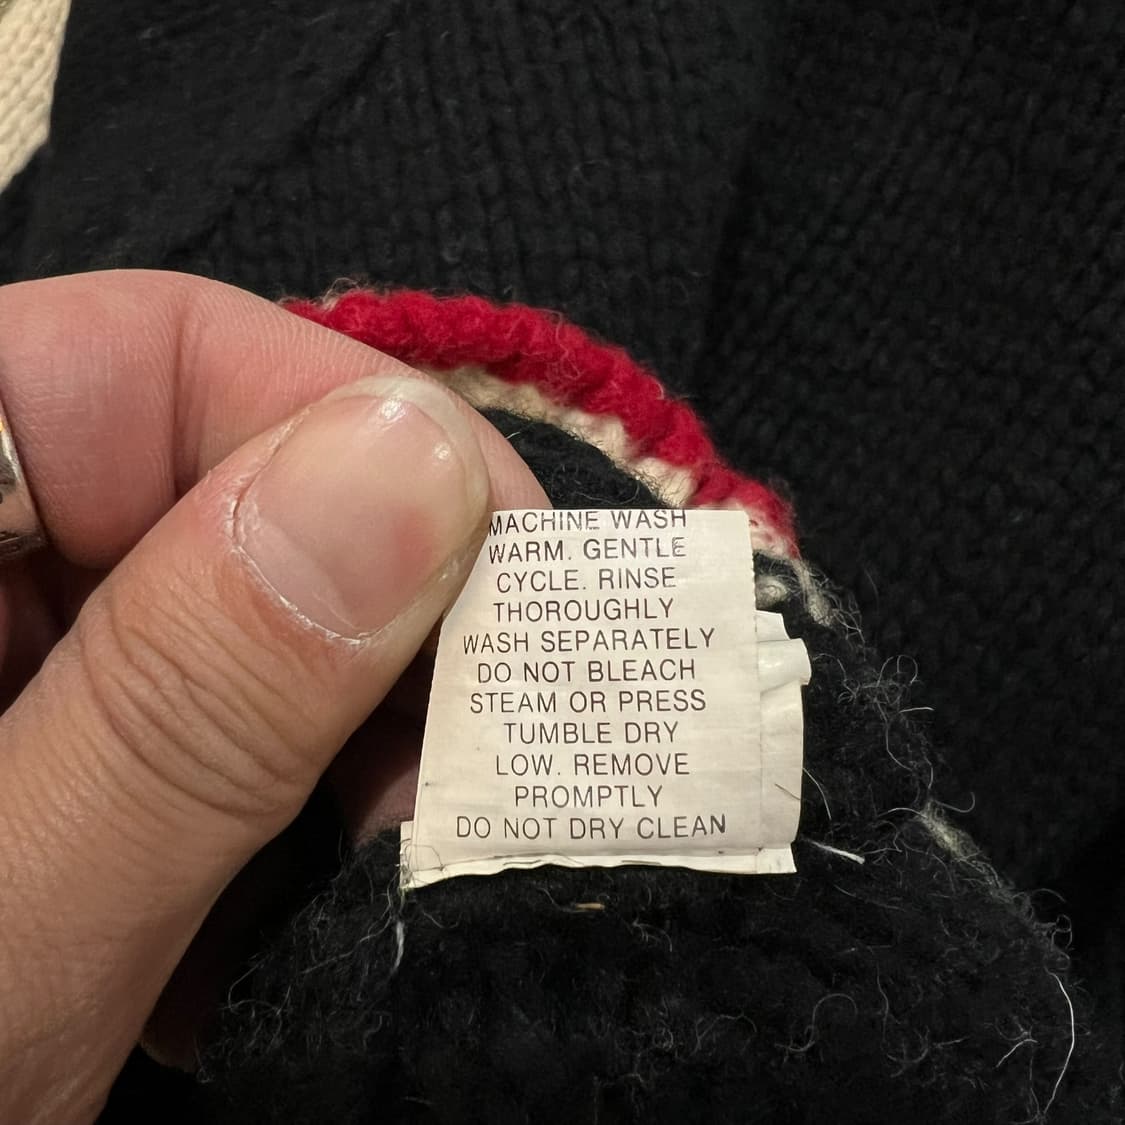 MACHINE WASH
WARM. GENTLE
CYCLE. RINSE
THOROUGHLY
WASH SEPARATELY
DO NOT BLEACH
STEAM OR PRESS
TUMBLE DRY
LOW. REMOVE
PROMPTLY
DO NOT DRY CLEAN